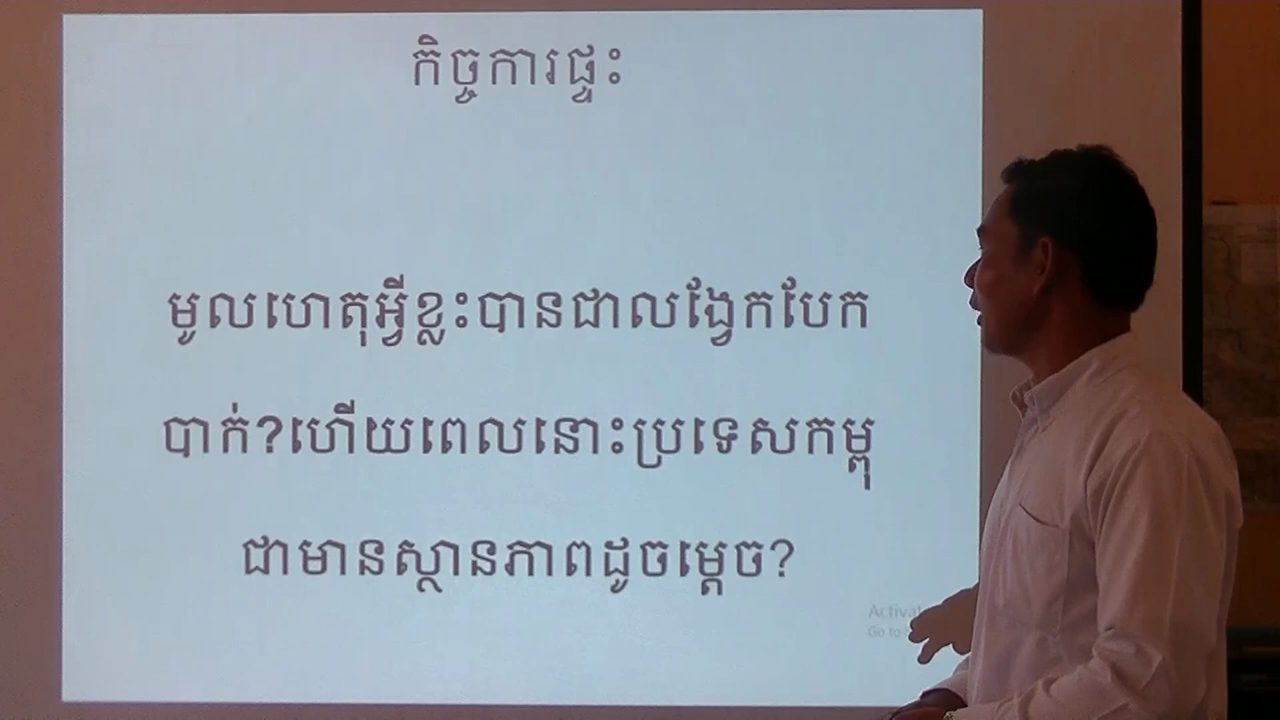 កិច្ចការផ្ទះ
មូលហេតុអ្វីខ្លះបានជាលង្វែកបែក
បាក់?ហើយពេលនោះប្រទេសកម្ពុ
ជាមានស្ថានភាពដូចម្តេច?
Go to